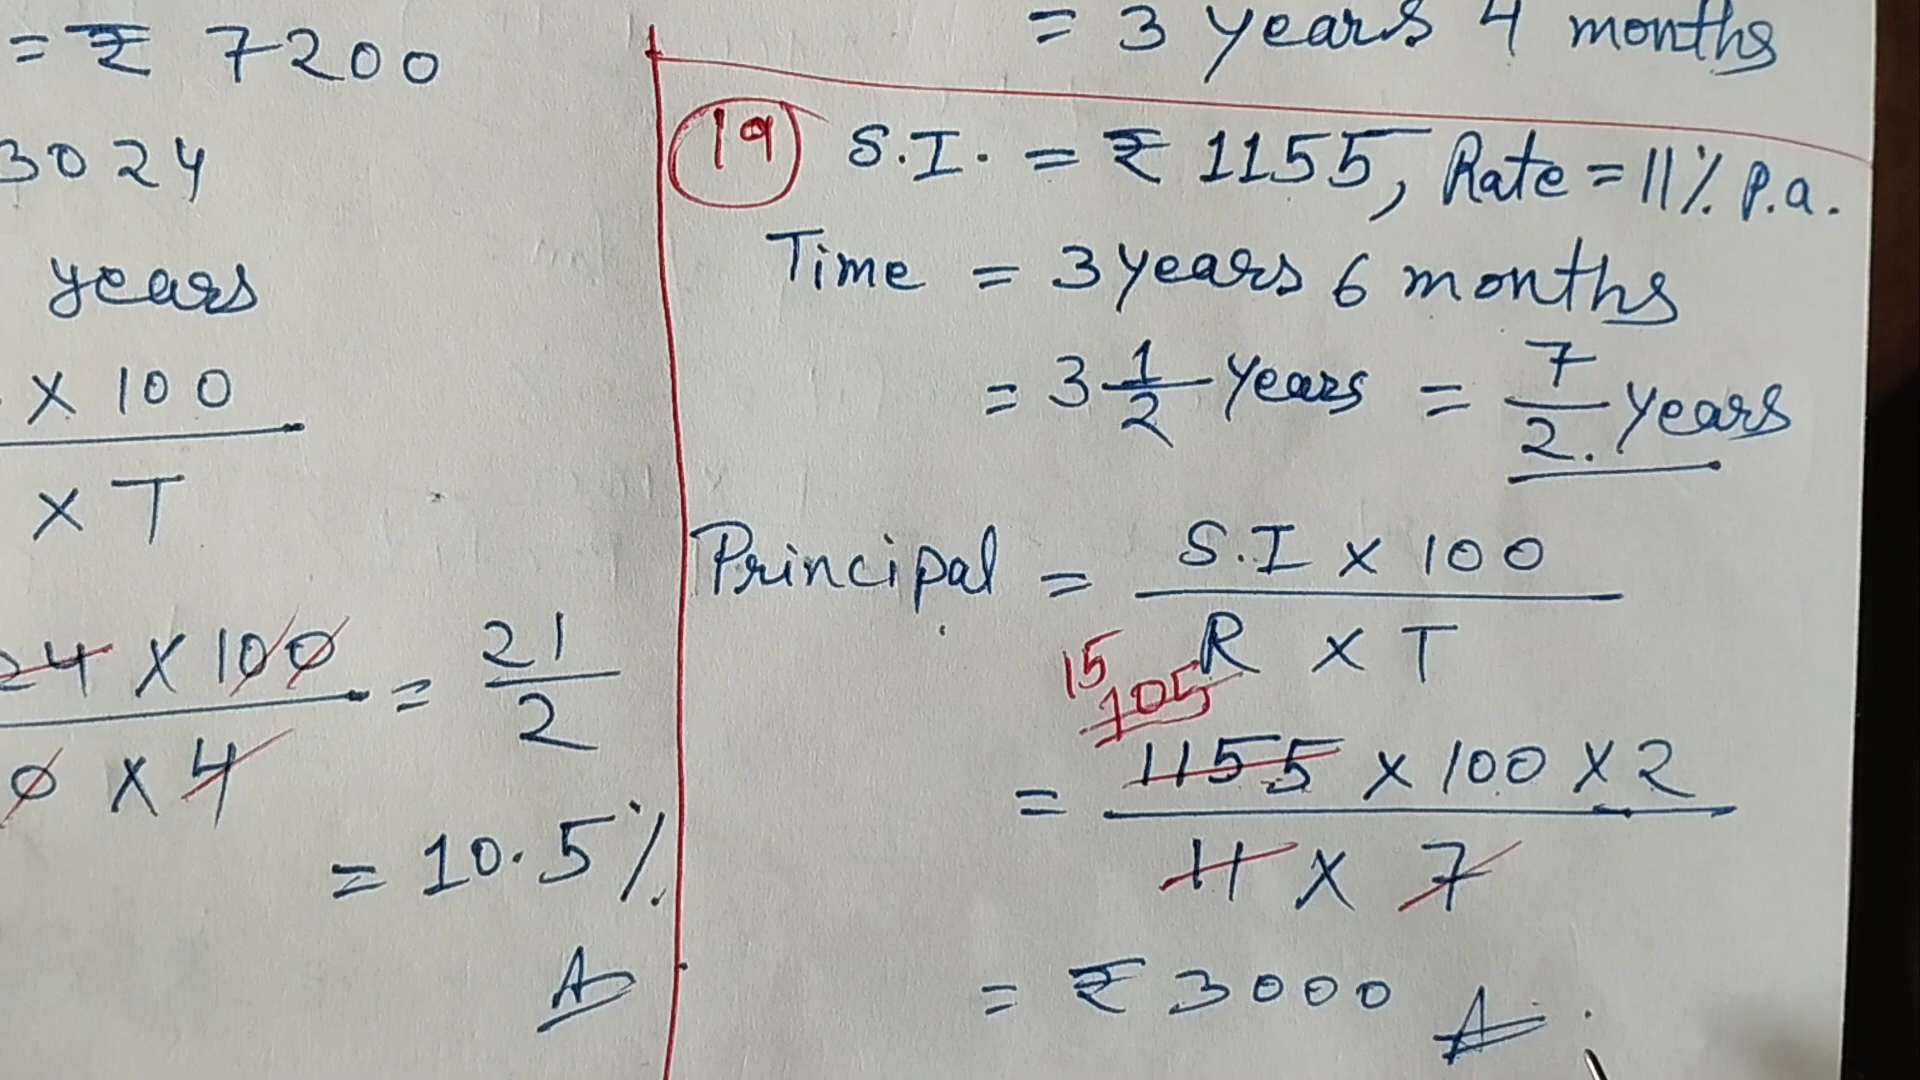 = ₹ 7200
3024
years
× 100
× T
24 × 100 = 21/2
0 × 4
= 10.5%
A
= 3 years 4 months
19 S.I. = ₹ 1155, Rate = 11% P.a.
Time = 3 years 6 months
= 3 1/2 years = 7/2 years
Principal = S.I × 100
R × T
15 105
= 1155 × 100 × 2
11 × 7
= ₹ 3000 A